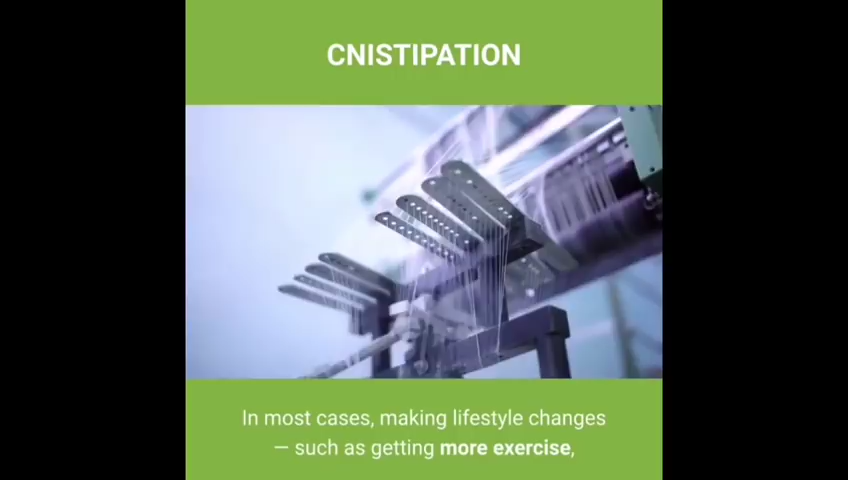 CNISTIPATION
In most cases, making lifestyle changes
— such as getting more exercise,